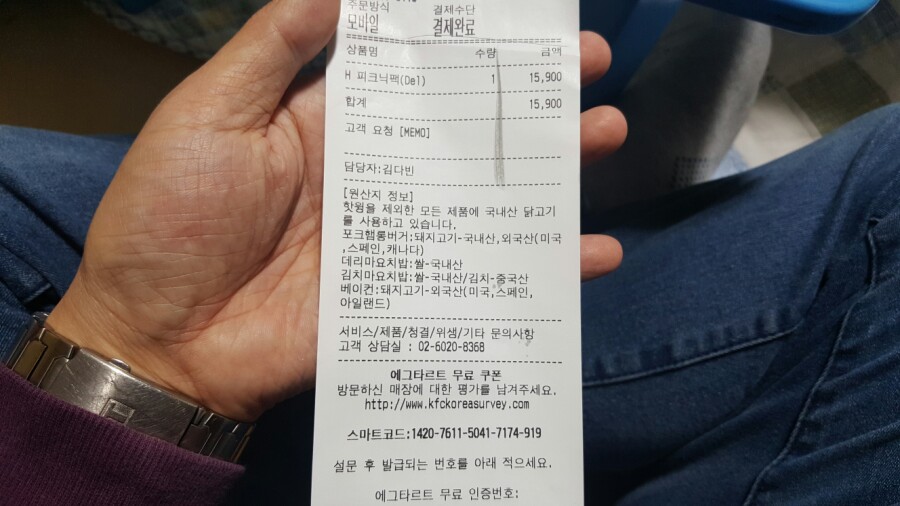 주문방식 결제수단
모바일 결제완료
상품명 수량 금액
H 피크닉팩(Del) 1 15,900
합계 15,900
고객 요청 [MEMO]
담당자:김다빈
[원산지 정보]
핫윙을 제외한 모든 제품에 국내산 닭고기
를 사용하고 있습니다.
포크햄롱버거:돼지고기-국내산,외국산(미국
,스페인,캐나다)
데리마요치밥:쌀-국내산
김치마요치밥:쌀-국내산/김치-중국산
베이컨:돼지고기-외국산(미국,스페인,
아일랜드)
서비스/제품/청결/위생/기타 문의사항
고객 상담실 : 02-6020-8368
에그타르트 무료 쿠폰
방문하신 매장에 대한 평가를 남겨주세요.
http://www.kfckoreasurvey.com
스마트코드:1420-7611-5041-7174-919
설문 후 발급되는 번호를 아래 적으세요.
에그타르트 무료 인증번호: